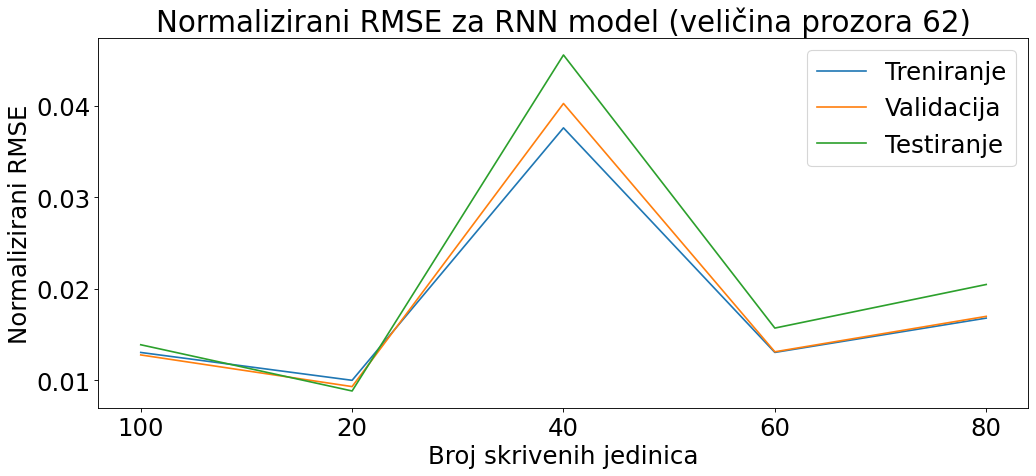 Normalizirani RMSE za RNN model (veličina prozora 62)
Treniranje
Validacija
Testiranje
Normalizirani RMSE
0.04
0.03
0.02
0.01
100 20 40 60 80
Broj skrivenih jedinica